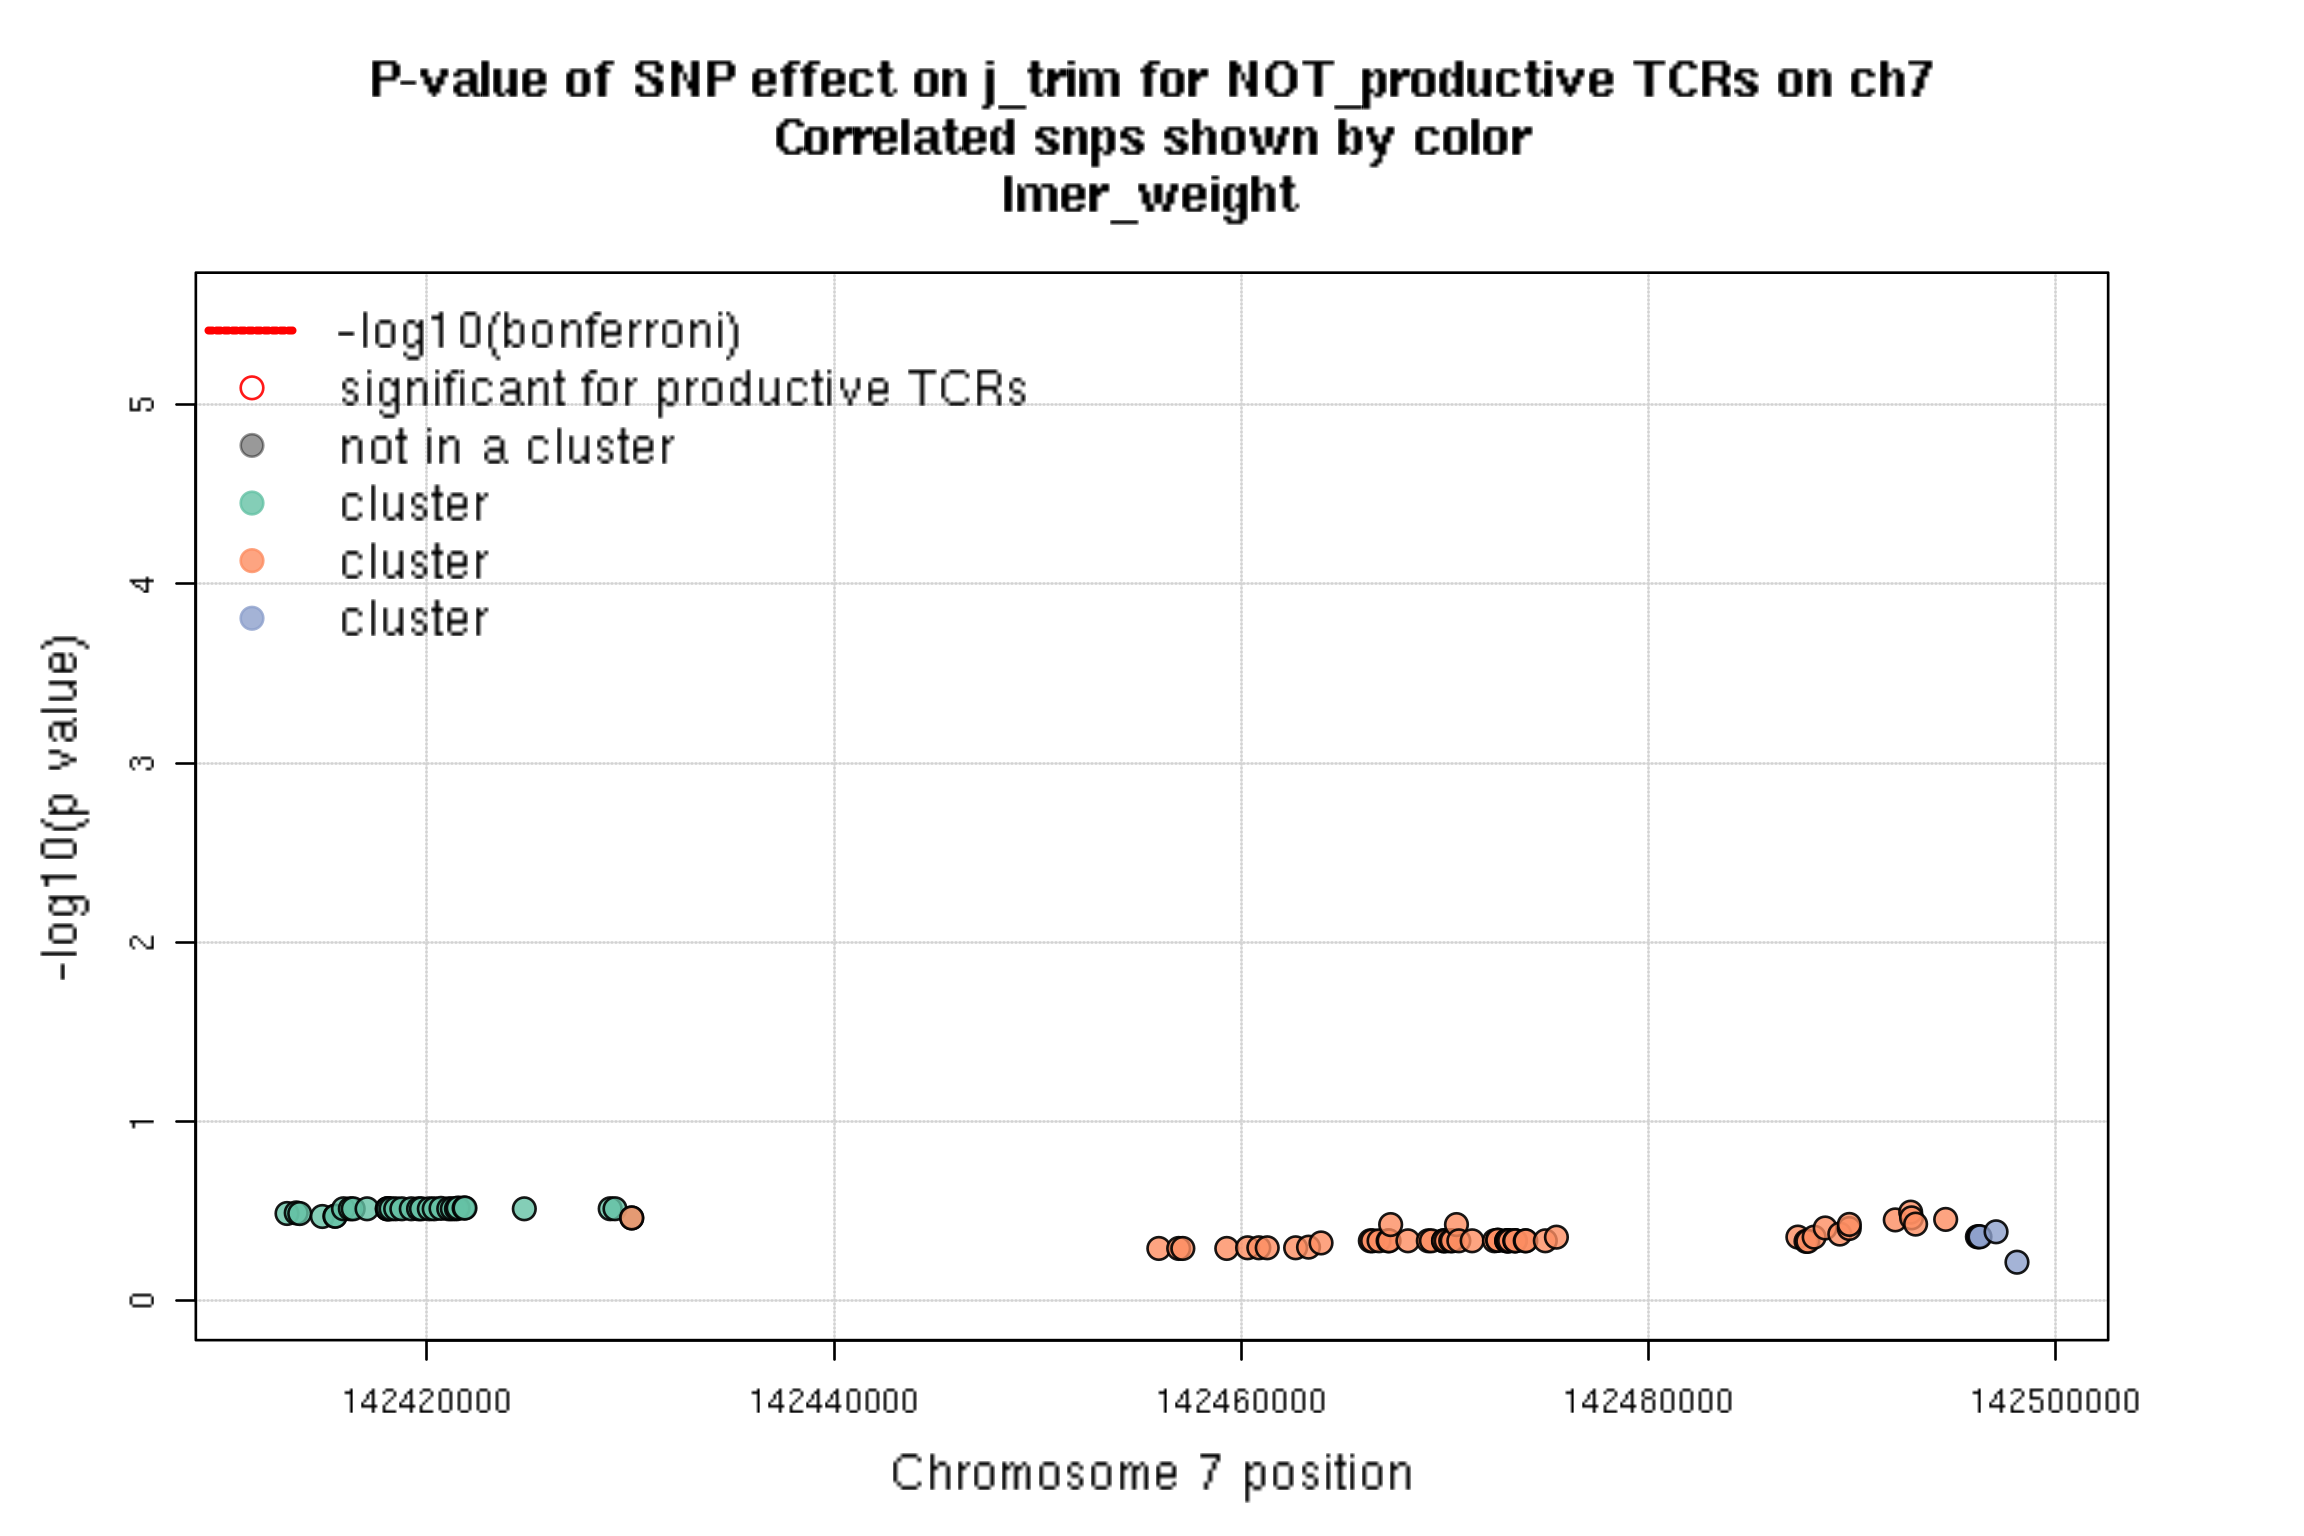 P-value of SNP effect on j_trim for NOT_productive TCRs on ch7
Correlated snps shown by color
lmer_weight
-log10(bonferroni)
significant for productive TCRs
not in a cluster
cluster
cluster
cluster
-log10(p value)
5
4
3
2
1
0
142420000 142440000 142460000 142480000 142500000
Chromosome 7 position